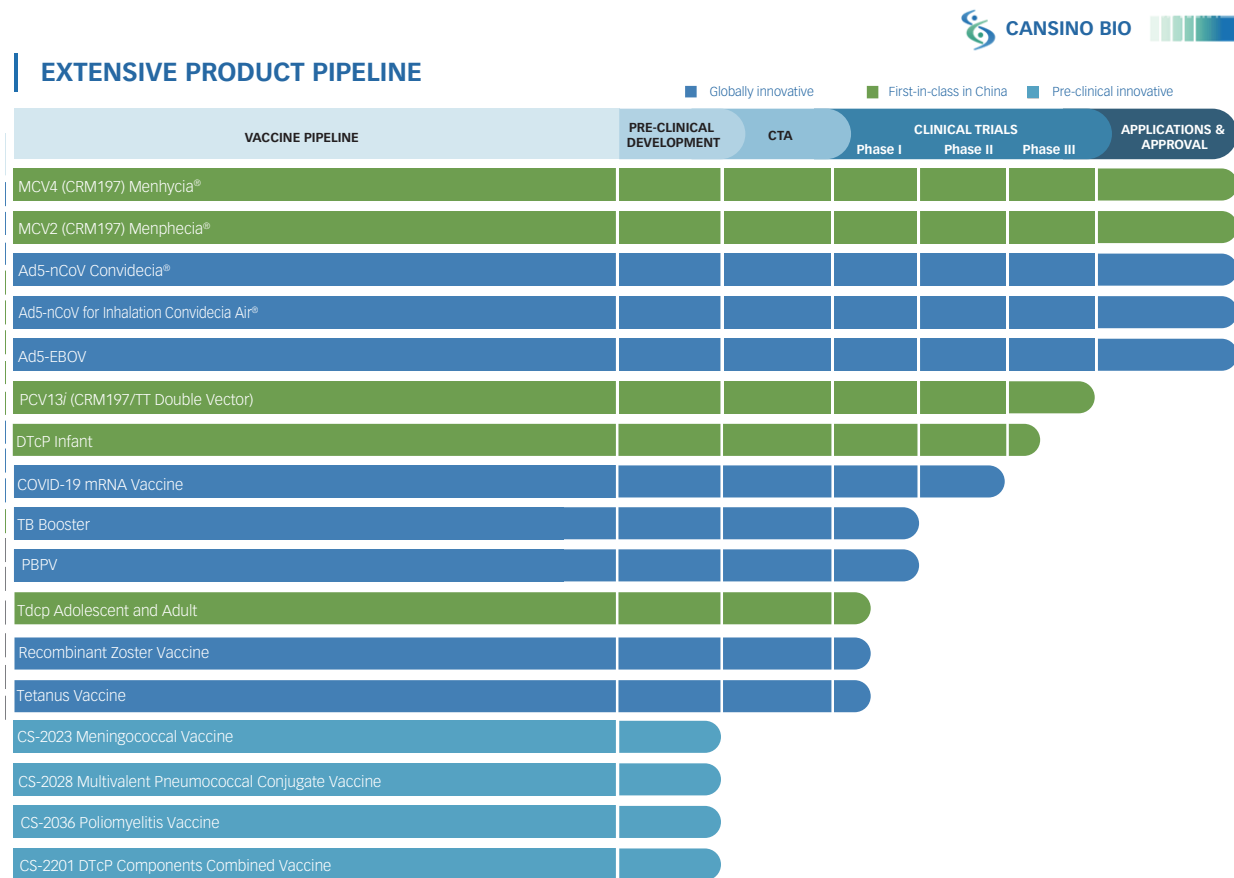 CANSINO BIO
EXTENSIVE PRODUCT PIPELINE
Globally innovative
First-in-class in China
Pre-clinical innovative
VACCINE PIPELINE
PRE-CLINICAL
DEVELOPMENT
CTA
CLINICAL TRIALS
Phase I
Phase II
Phase III
APPLICATIONS &
APPROVAL
MCV4 (CRM197) Menhycia®
MCV2 (CRM197) Menphecia®
Ad5-nCoV Convidecia®
Ad5-nCoV for Inhalation Convidecia Air®
Ad5-EBOV
PCV13i (CRM197/TT Double Vector)
DTcP Infant
COVID-19 mRNA Vaccine
TB Booster
PBPV
Tdcp Adolescent and Adult
Recombinant Zoster Vaccine
Tetanus Vaccine
CS-2023 Meningococcal Vaccine
CS-2028 Multivalent Pneumococcal Conjugate Vaccine
CS-2036 Poliomyelitis Vaccine
CS-2201 DTcP Components Combined Vaccine